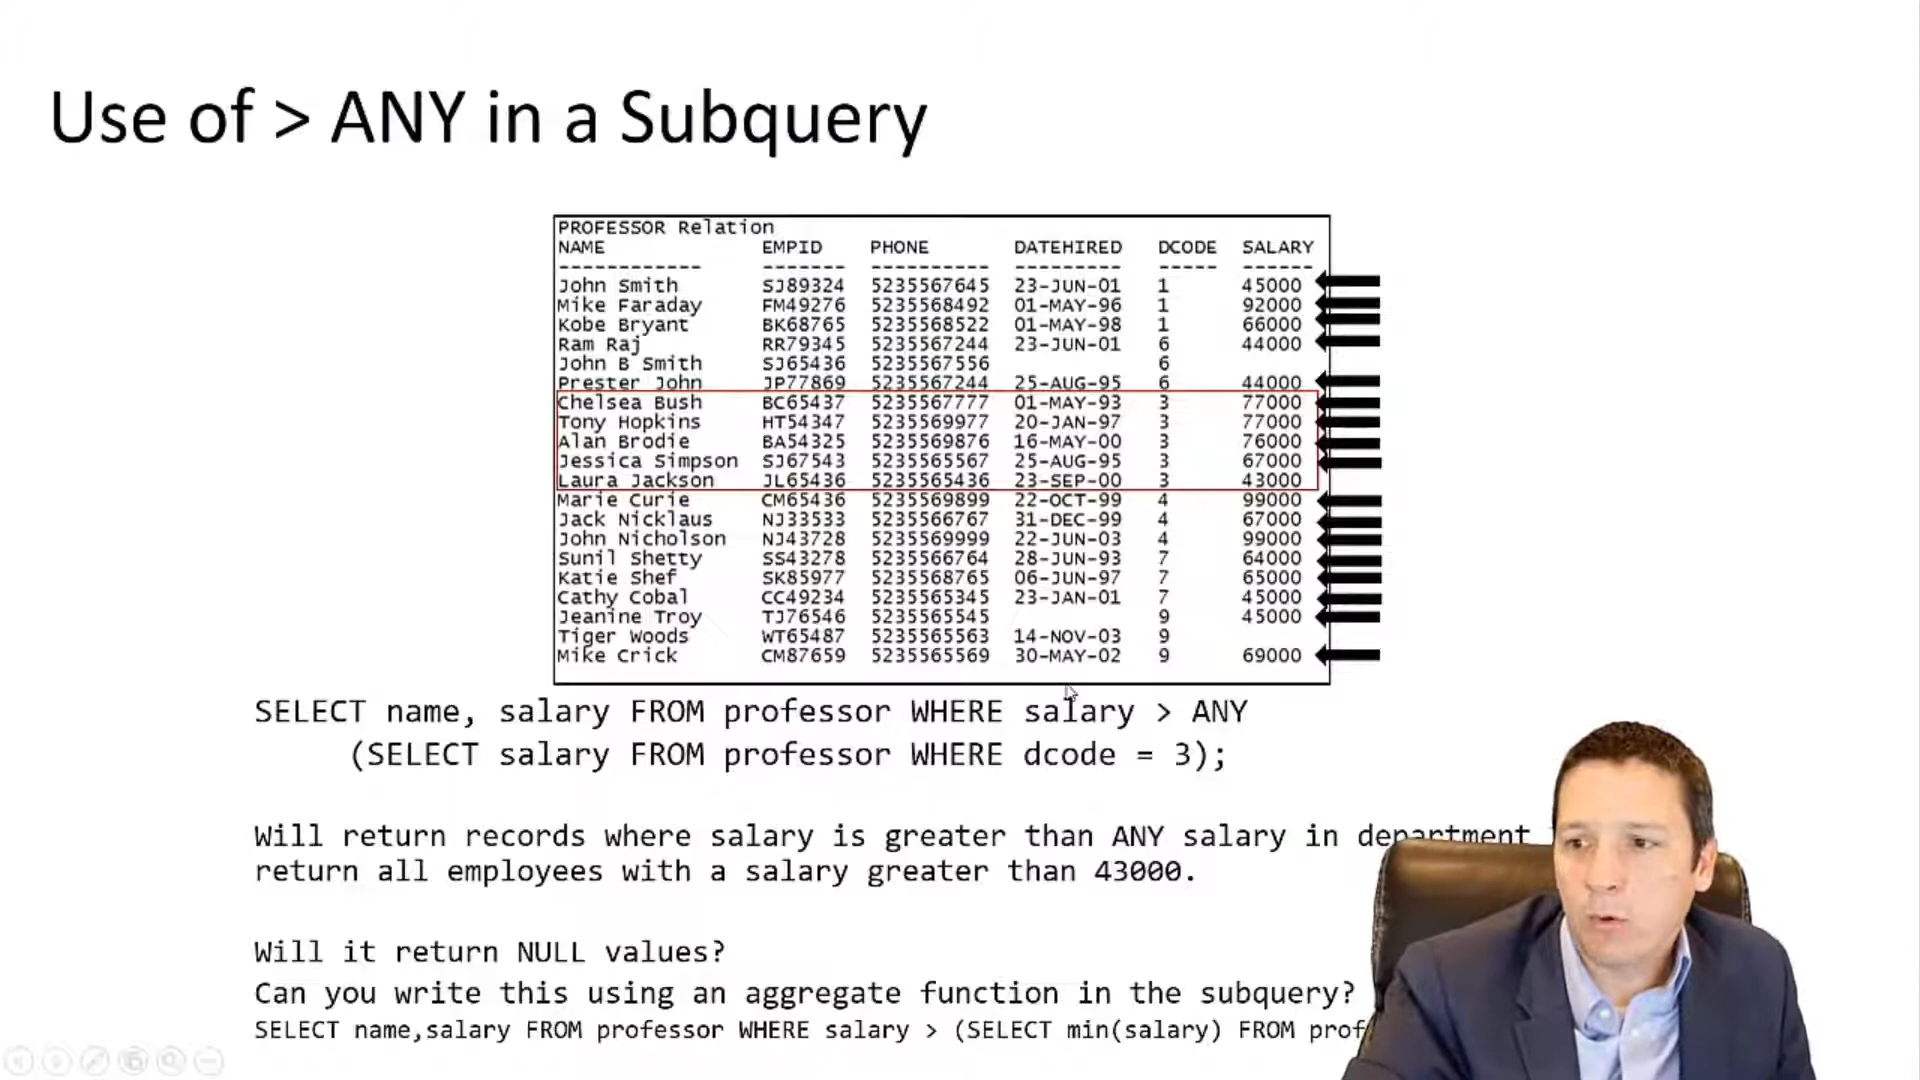 Use of > ANY in a Subquery
PROFESSOR Relation
NAME EMPID PHONE DATEHIRED DCODE SALARY
------------ ------- ---------- --------- ----- ------
John Smith SJ89324 5235567645 23-JUN-01 1 45000
Mike Faraday FM49276 5235568492 01-MAY-96 1 92000
Kobe Bryant BK68765 5235568522 01-MAY-98 1 66000
Ram Raj RR79345 5235567244 23-JUN-01 6 44000
John B Smith SJ65436 5235567556 6
Prester John JP77869 5235567244 25-AUG-95 6 44000
Chelsea Bush BC65437 5235567777 01-MAY-93 3 77000
Tony Hopkins HT54347 5235569977 20-JAN-97 3 77000
Alan Brodie BA54325 5235569876 16-MAY-00 3 76000
Jessica Simpson SJ67543 5235565567 25-AUG-95 3 67000
Laura Jackson JL65436 5235565436 23-SEP-00 3 43000
Marie Curie CM65436 5235569899 22-OCT-99 4 99000
Jack Nicklaus NJ33533 5235566767 31-DEC-99 4 67000
John Nicholson NJ43728 5235569999 22-JUN-03 4 99000
Sunil Shetty SS43278 5235566764 28-JUN-93 7 64000
Katie Shef SK85977 5235568765 06-JUN-97 7 65000
Cathy Cobal CC49234 5235565345 23-JAN-01 7 45000
Jeanine Troy TJ76546 5235565545 9 45000
Tiger Woods WT65487 5235565563 14-NOV-03 9
Mike Crick CM87659 5235565569 30-MAY-02 9 69000
SELECT name, salary FROM professor WHERE salary > ANY
(SELECT salary FROM professor WHERE dcode = 3);
Will return records where salary is greater than ANY salary in department
return all employees with a salary greater than 43000.
Will it return NULL values?
Can you write this using an aggregate function in the subquery?
SELECT name,salary FROM professor WHERE salary > (SELECT min(salary) FROM prof